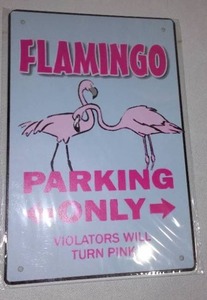 FLAMINGO
PARKING
←ONLY→
VIOLATORS WILL
TURN PINK